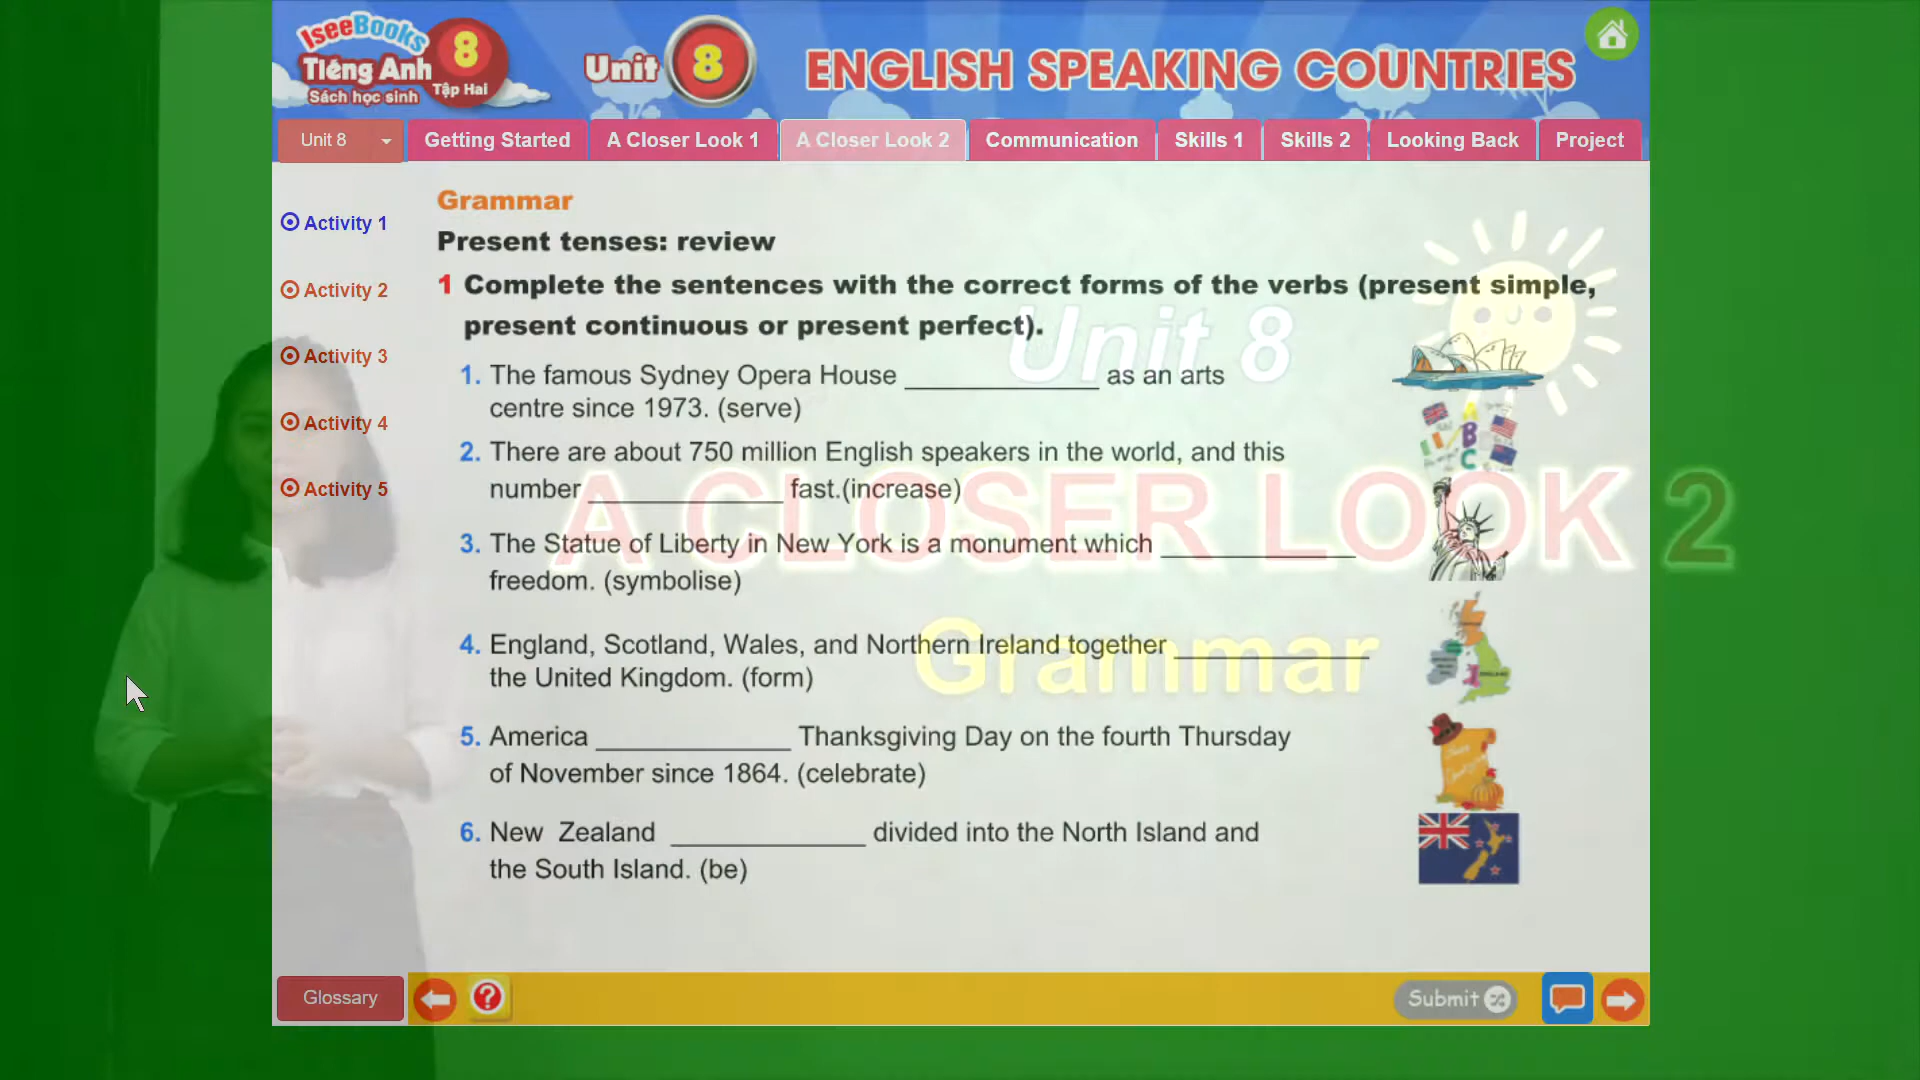 IseeBooks
Tiếng Anh 8
Sách học sinh Tập Hai
Unit 8
ENGLISH SPEAKING COUNTRIES
Unit 8 Getting Started A Closer Look 1 A Closer Look 2 Communication Skills 1 Skills 2 Looking Back Project
Activity 1
Activity 2
Activity 3
Activity 4
Activity 5
Grammar
Present tenses: review
1 Complete the sentences with the correct forms of the verbs (present simple,
present continuous or present perfect).
1. The famous Sydney Opera House _____________ as an arts
centre since 1973. (serve)
2. There are about 750 million English speakers in the world, and this
number _____________ fast.(increase)
3. The Statue of Liberty in New York is a monument which _____________
freedom. (symbolise)
4. England, Scotland, Wales, and Northern Ireland together _____________
the United Kingdom. (form)
5. America _____________ Thanksgiving Day on the fourth Thursday
of November since 1864. (celebrate)
6. New Zealand _____________ divided into the North Island and
the South Island. (be)
Unit 8
A CLOSER LOOK 2
Grammar
A
B
C
Glossary
?
Submit